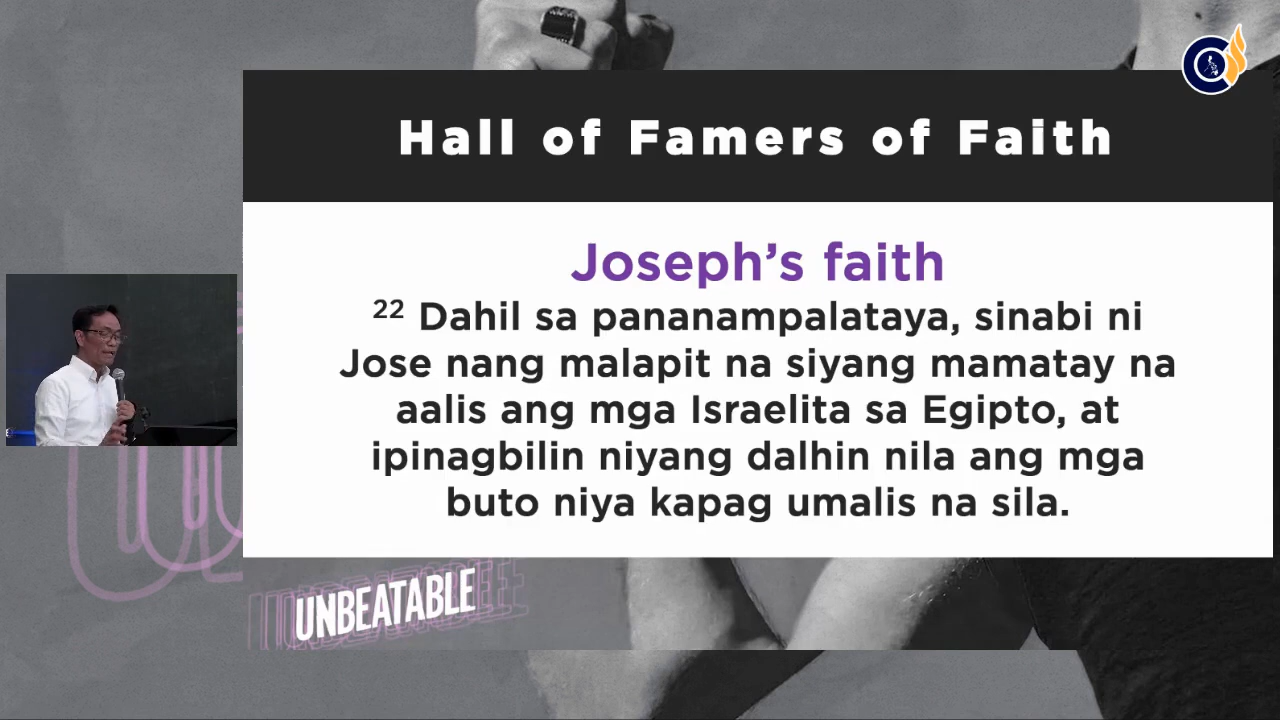 Hall of Famers of Faith
Joseph's faith
22 Dahil sa pananampalataya, sinabi ni
Jose nang malapit na siyang mamatay na
aalis ang mga Israelita sa Egipto, at
ipinagbilin niyang dalhin nila ang mga
buto niya kapag umalis na sila.
UNBEATABLE